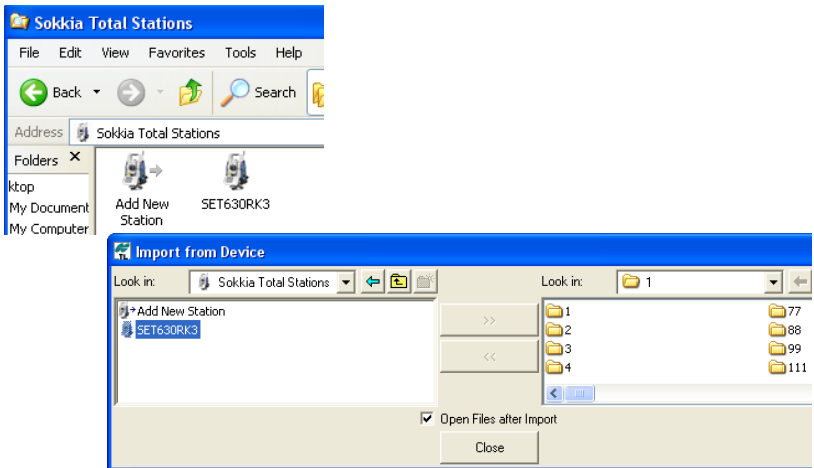 Sokkia Total Stations
File Edit View Favorites Tools Help
Back Search
Address Sokkia Total Stations
Folders X
ktop
My Document
My Computer
Add New Station
SET630RK3
TL Import from Device
Look in: Sokkia Total Stations Look in: 1
Add New Station
SET630RK3
>>
<<
1 77
2 88
3 99
4 111
Open Files after Import
Close